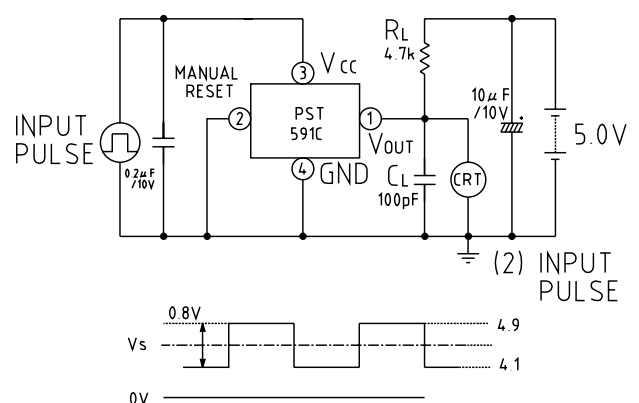 INPUT
PULSE
0.2μF
/10V
MANUAL
RESET
3
VCC
2
PST
591C
1
VOUT
4
GND
RL
4.7k
CL
100pF
CRT
10μF
/10V
5.0V
(2) INPUT
PULSE
0.8V
Vs
4.9
4.1
0V